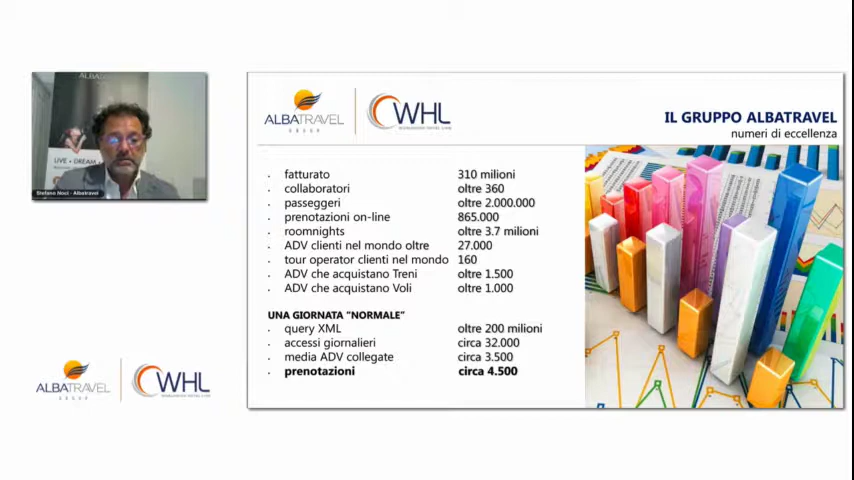 ALBATRAVEL
LIVE • DREAM
Stefano Noci - Albatravel
ALBATRAVEL
GROUP
WHL
ALBATRAVEL
GROUP
WHL
IL GRUPPO ALBATRAVEL
numeri di eccellenza
. fatturato 310 milioni
. collaboratori oltre 360
. passeggeri oltre 2.000.000
. prenotazioni on-line 865.000
. roomnights oltre 3.7 milioni
. ADV clienti nel mondo oltre 27.000
. tour operator clienti nel mondo 160
. ADV che acquistano Treni oltre 1.500
. ADV che acquistano Voli oltre 1.000
UNA GIORNATA "NORMALE"
. query XML oltre 200 milioni
. accessi giornalieri circa 32.000
. media ADV collegate circa 3.500
. prenotazioni circa 4.500